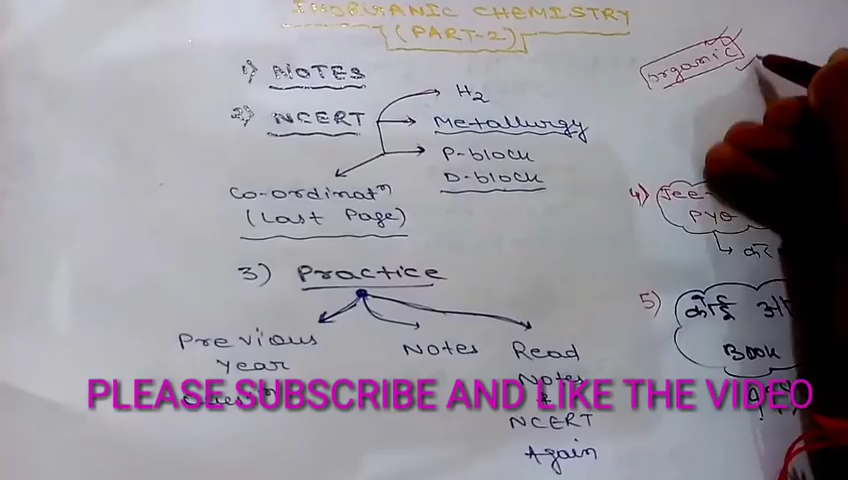 INORGANIC CHEMISTRY
(PART-2)
organic
1) NOTES
2) NCERT
H2
Metallurgy
P-block
D-block
Co-ordinatⁿ
(Last Page)
3) Practice
Previous
year
Notes
Read
Notes
+
NCERT
Again
4) Jee-
PYQ
5) कोई
Book
PLEASE SUBSCRIBE AND LIKE THE VIDEO